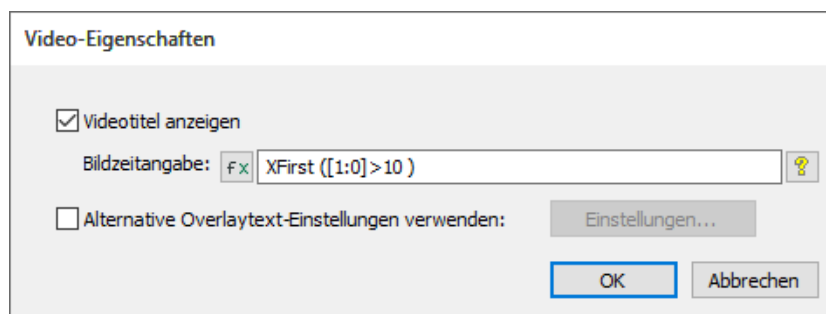 Video-Eigenschaften
Videotitel anzeigen
Bildzeitangabe: fx XFirst ([1:0]>10 ) ?
Alternative Overlaytext-Einstellungen verwenden: Einstellungen...
OK Abbrechen